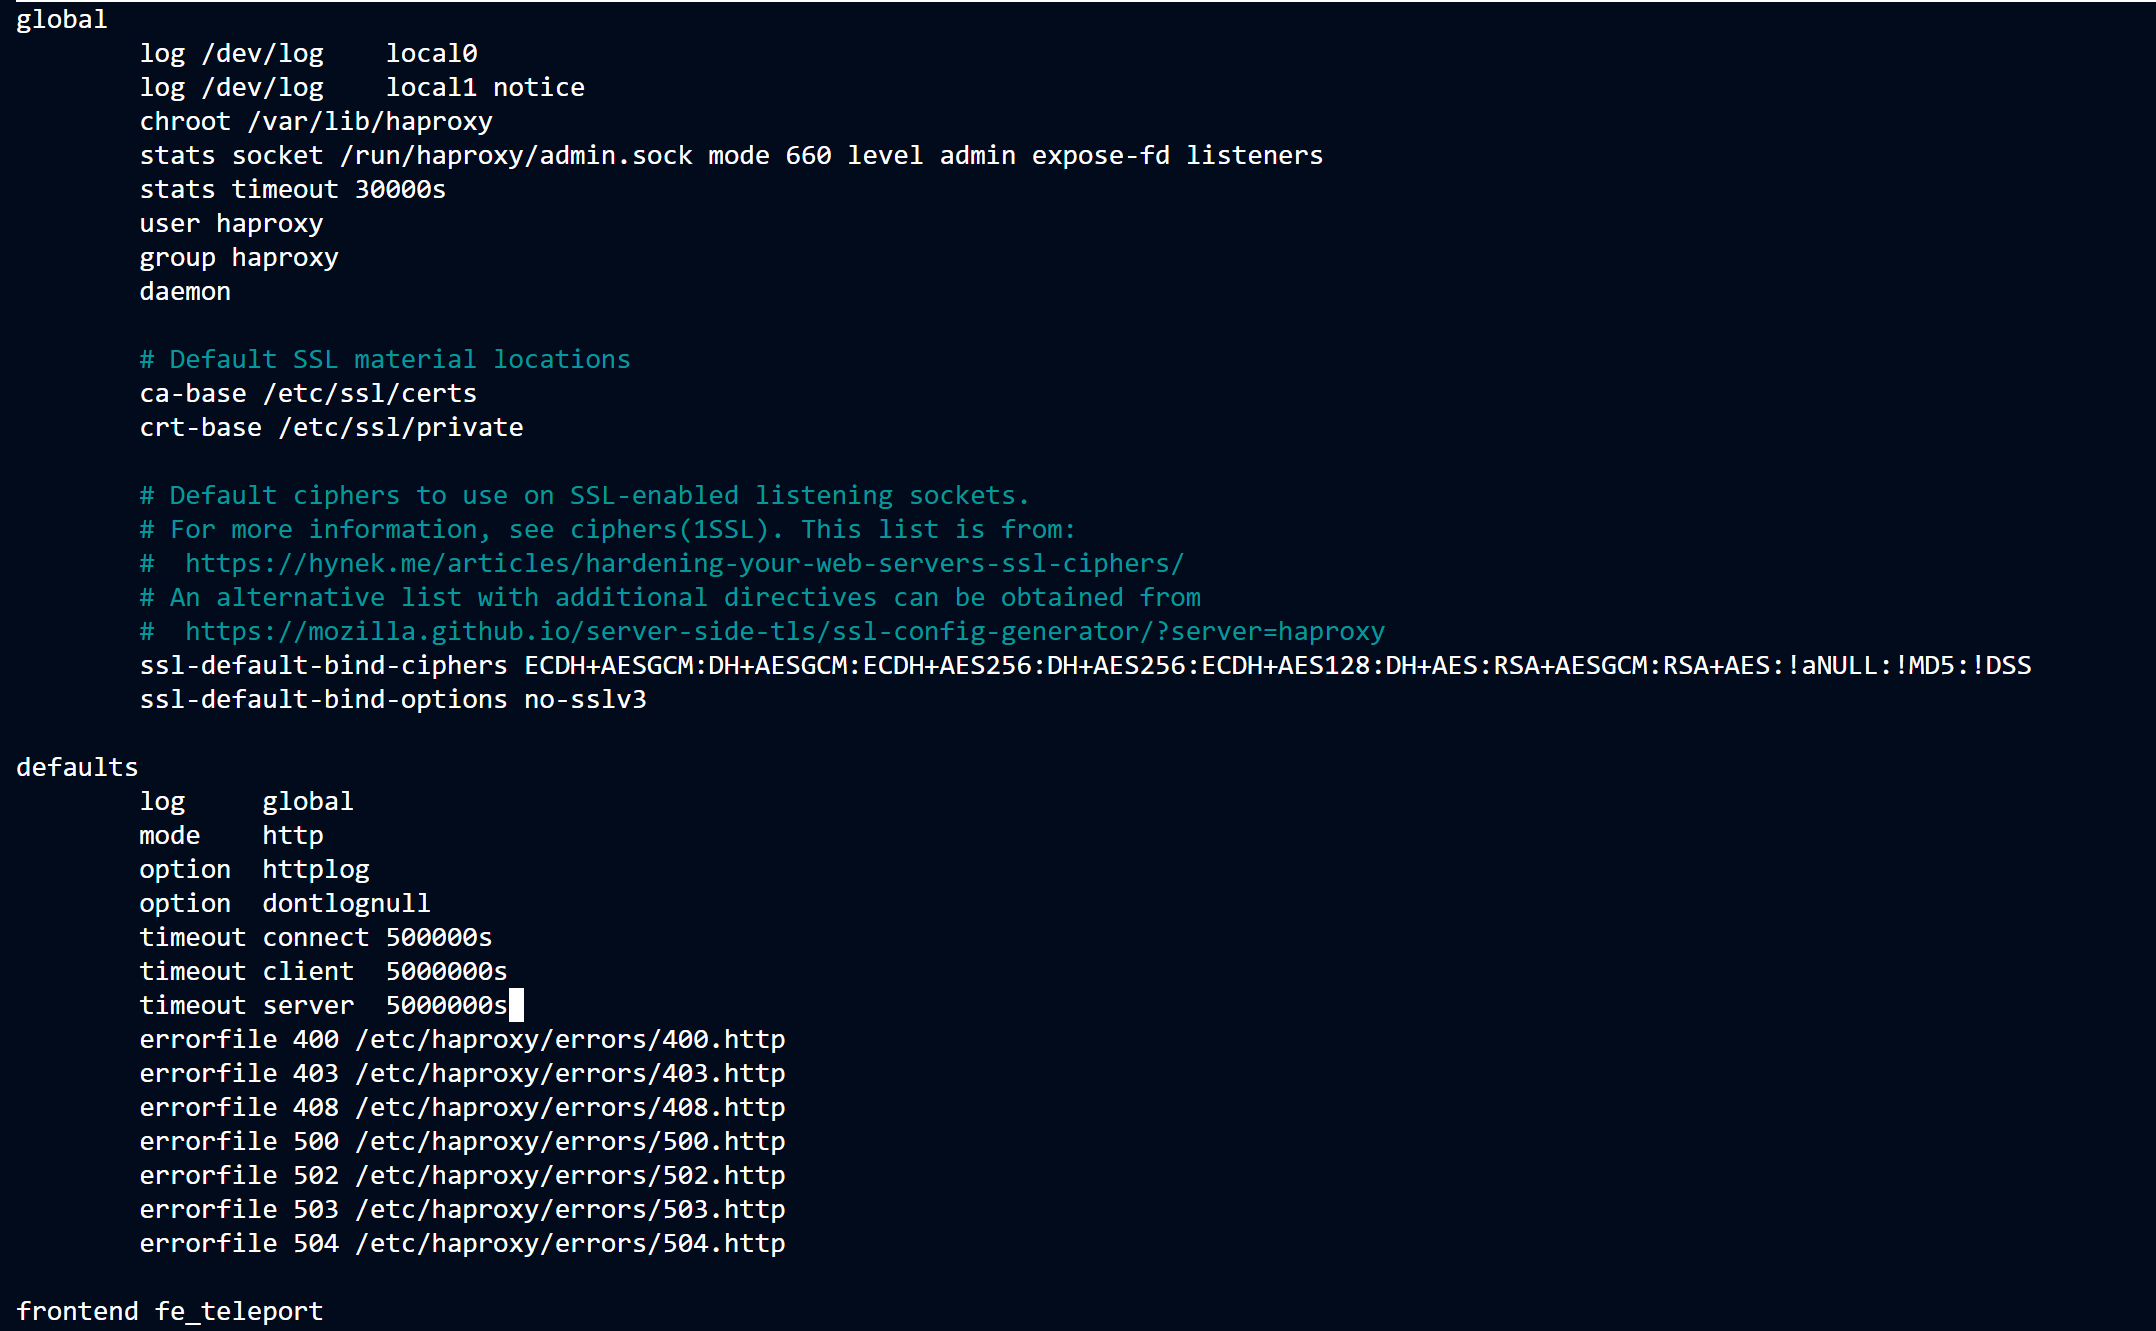 global
log /dev/log    local0
log /dev/log    local1 notice
chroot /var/lib/haproxy
stats socket /run/haproxy/admin.sock mode 660 level admin expose-fd listeners
stats timeout 30000s
user haproxy
group haproxy
daemon
# Default SSL material locations
ca-base /etc/ssl/certs
crt-base /etc/ssl/private
# Default ciphers to use on SSL-enabled listening sockets.
# For more information, see ciphers(1SSL). This list is from:
#  https://hynek.me/articles/hardening-your-web-servers-ssl-ciphers/
# An alternative list with additional directives can be obtained from
#  https://mozilla.github.io/server-side-tls/ssl-config-generator/?server=haproxy
ssl-default-bind-ciphers ECDH+AESGCM:DH+AESGCM:ECDH+AES256:DH+AES256:ECDH+AES128:DH+AES:RSA+AESGCM:RSA+AES:!aNULL:!MD5:!DSS
ssl-default-bind-options no-sslv3
defaults
log     global
mode    http
option  httplog
option  dontlognull
timeout connect 500000s
timeout client  5000000s
timeout server  5000000s
errorfile 400 /etc/haproxy/errors/400.http
errorfile 403 /etc/haproxy/errors/403.http
errorfile 408 /etc/haproxy/errors/408.http
errorfile 500 /etc/haproxy/errors/500.http
errorfile 502 /etc/haproxy/errors/502.http
errorfile 503 /etc/haproxy/errors/503.http
errorfile 504 /etc/haproxy/errors/504.http
frontend fe_teleport